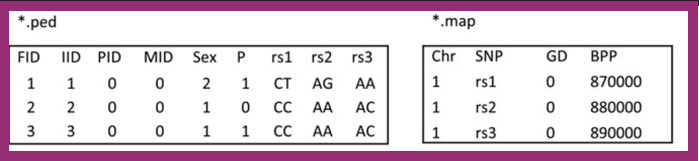 *.ped
FID IID PID MID Sex P rs1 rs2 rs3
1 1 0 0 2 1 CT AG AA
2 2 0 0 1 0 CC AA AC
3 3 0 0 1 1 CC AA AC
*.map
Chr SNP GD BPP
1 rs1 0 870000
1 rs2 0 880000
1 rs3 0 890000